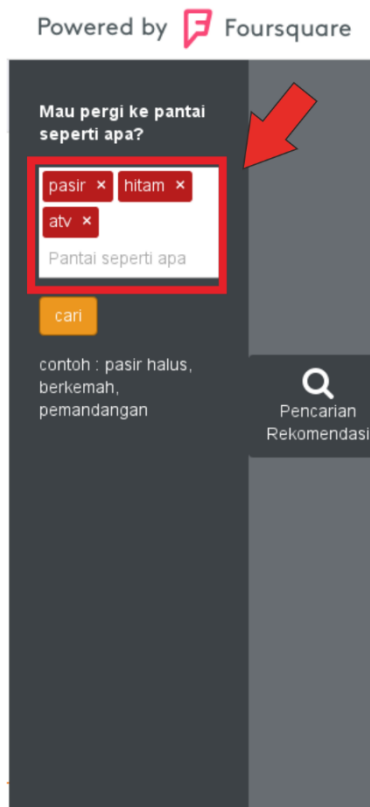 Powered by Foursquare
Mau pergi ke pantai
seperti apa?
pasir × hitam ×
atv ×
Pantai seperti apa
cari
contoh : pasir halus,
berkemah,
pemandangan
Pencarian
Rekomendasi